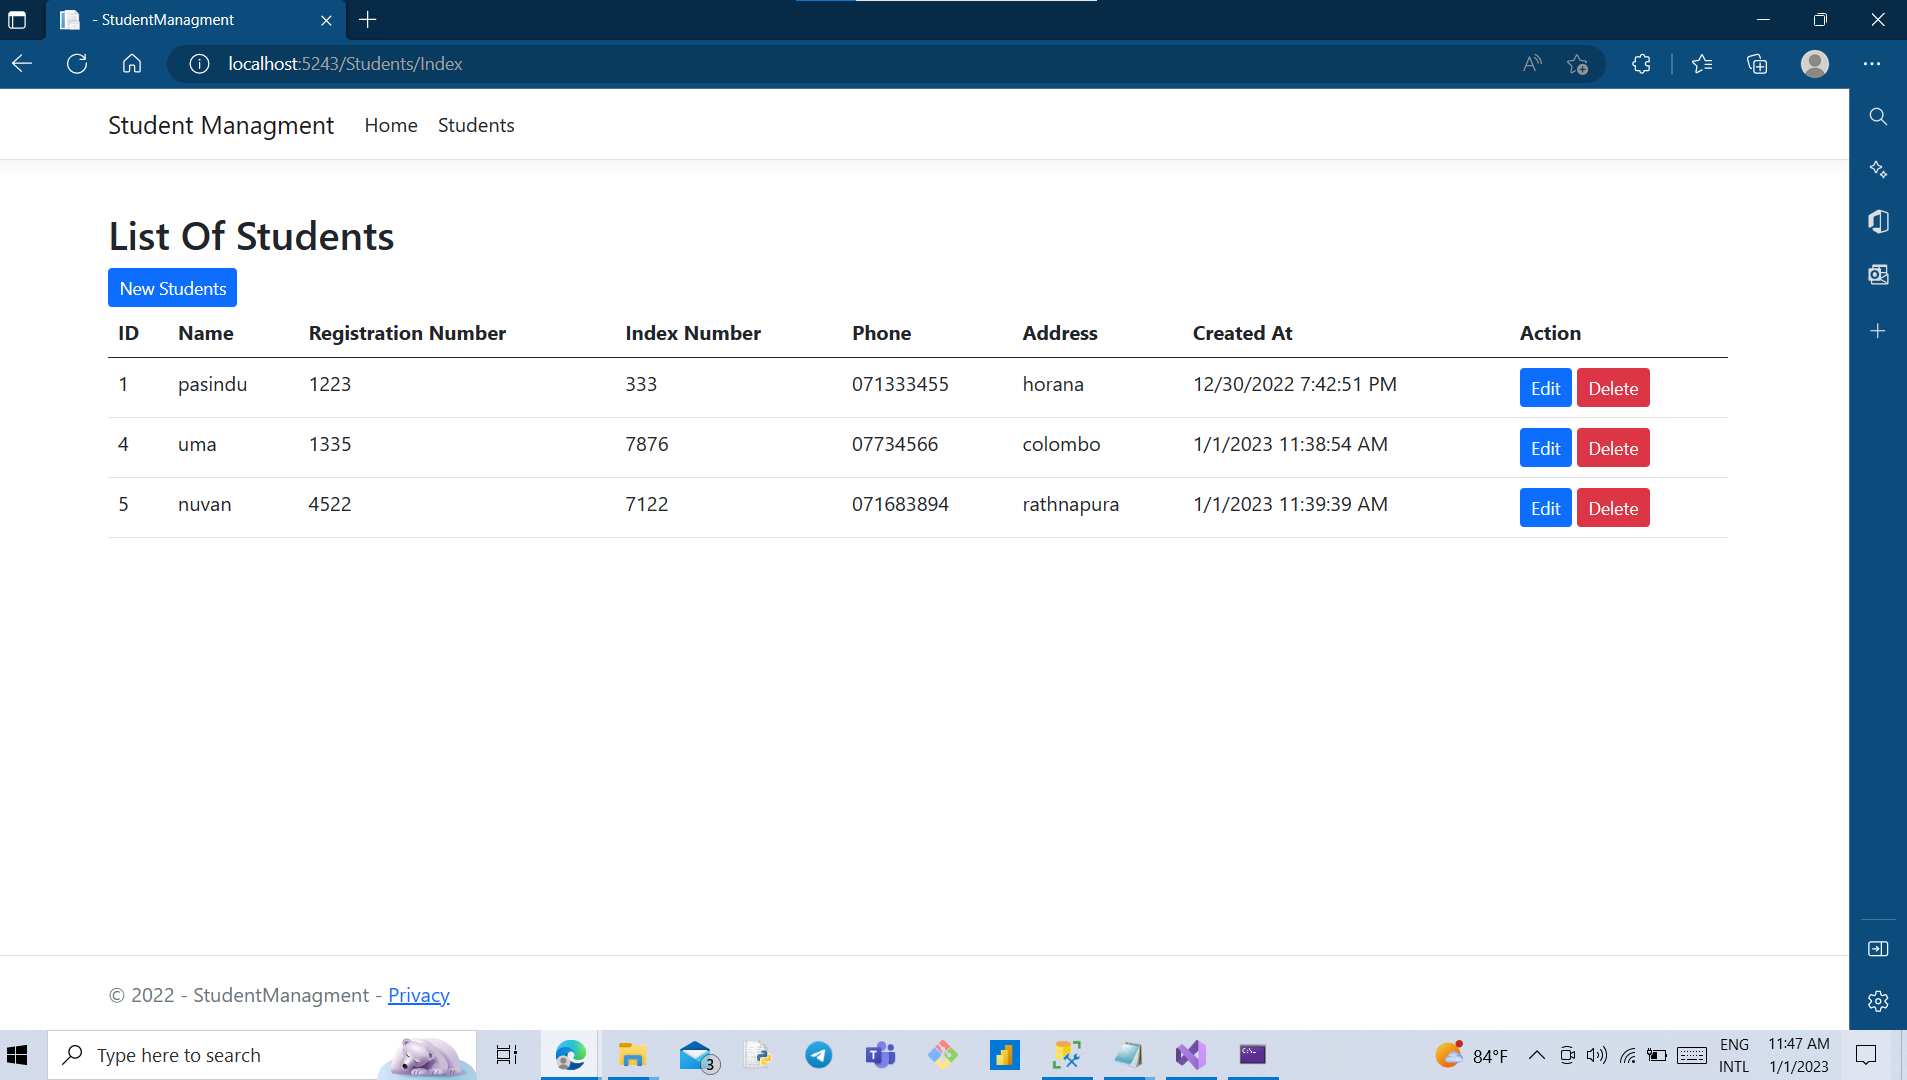 - StudentManagment
localhost:5243/Students/Index
Student Managment Home Students
List Of Students
New Students
ID Name Registration Number Index Number Phone Address Created At Action
1 pasindu 1223 333 071333455 horana 12/30/2022 7:42:51 PM Edit Delete
4 uma 1335 7876 07734566 colombo 1/1/2023 11:38:54 AM Edit Delete
5 nuvan 4522 7122 071683894 rathnapura 1/1/2023 11:39:39 AM Edit Delete
© 2022 - StudentManagment - Privacy
Type here to search 3 84°F ENG 11:47 AM
INTL 1/1/2023